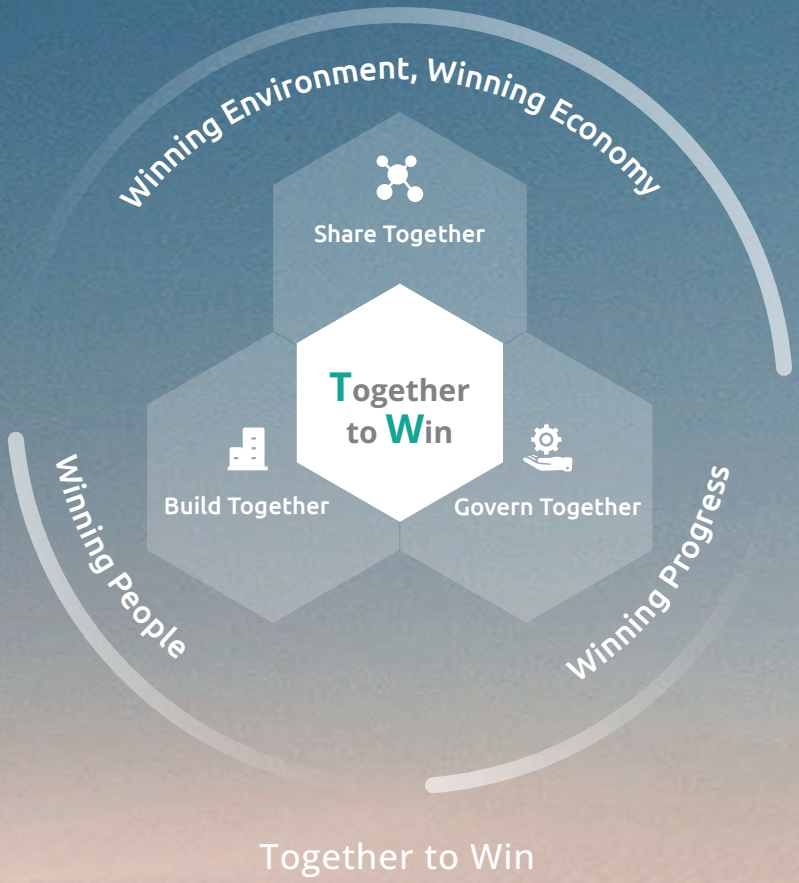 Winning Environment, Winning Economy
Share Together
Together
to Win
Build Together
Govern Together
Winning People
Winning Progress
Together to Win